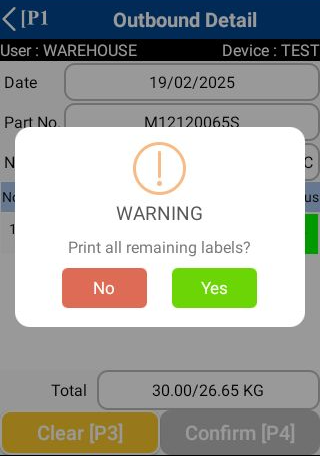 [P1
Outbound Detail
User : WAREHOUSE
Device : TEST
Date
19/02/2025
Part No.
M12120065S
WARNING
Print all remaining labels?
No
Yes
Total
30.00/26.65 KG
Clear [P3]
Confirm [P4]